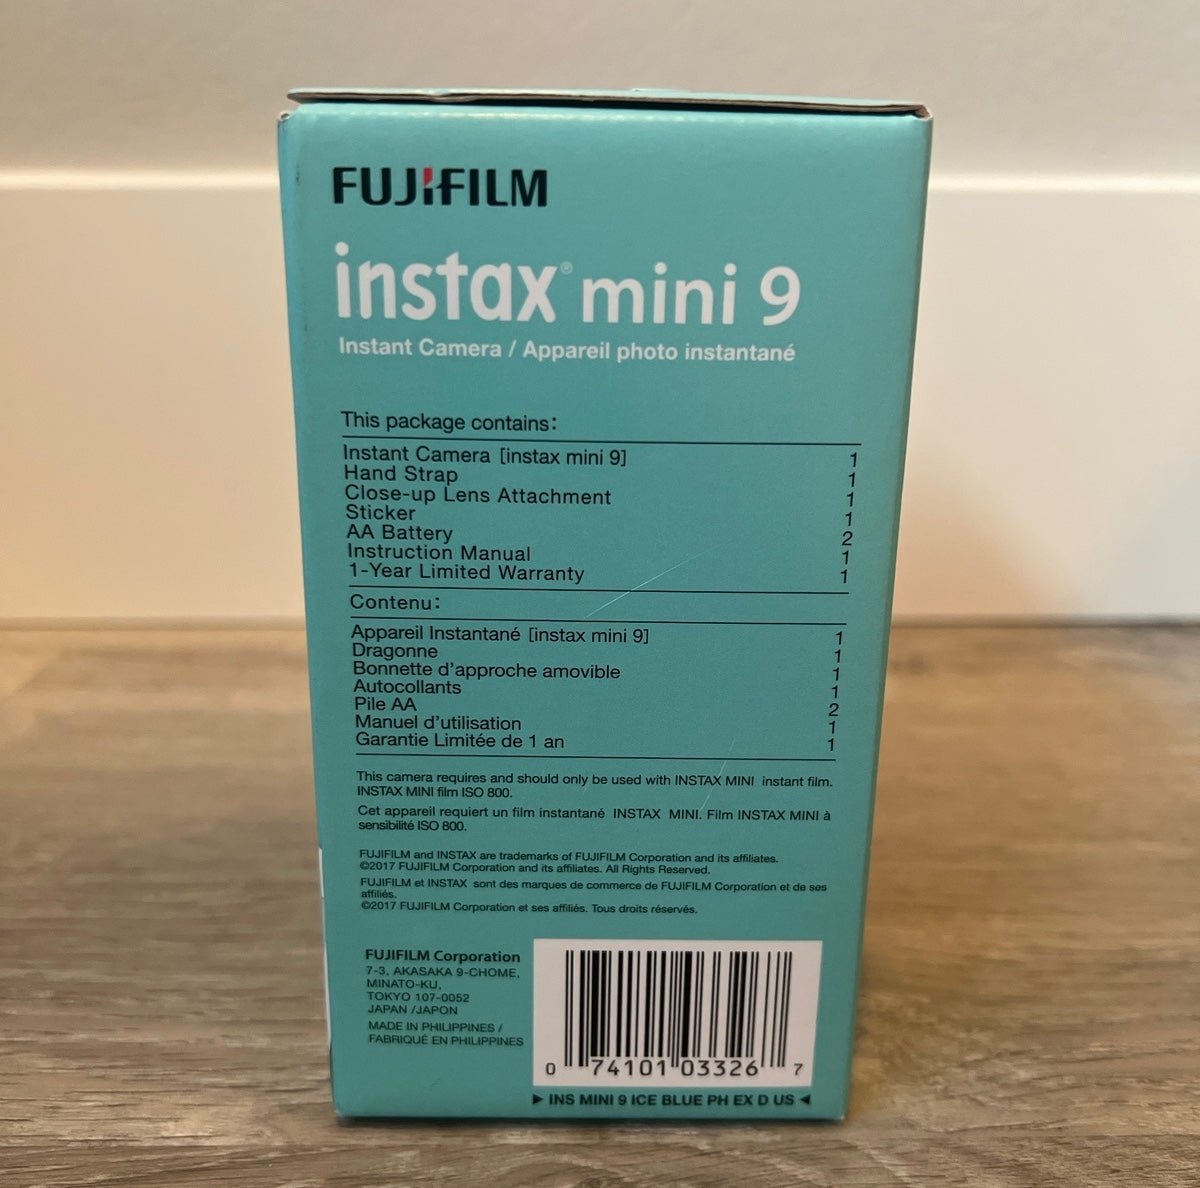 FUJIFILM
instax® mini 9
Instant Camera / Appareil photo instantané
This package contains:
Instant Camera [instax mini 9] 1
Hand Strap 1
Close-up Lens Attachment 1
Sticker 1
AA Battery 2
Instruction Manual 1
1-Year Limited Warranty 1
Contenu:
Appareil Instantané [instax mini 9] 1
Dragonne 1
Bonnette d'approche amovible 1
Autocollants 1
Pile AA 2
Manuel d'utilisation 1
Garantie Limitée de 1 an 1
This camera requires and should only be used with INSTAX MINI instant film.
INSTAX MINI film ISO 800.
Cet appareil requiert un film instantané INSTAX MINI. Film INSTAX MINI à
sensibilité ISO 800.
FUJIFILM and INSTAX are trademarks of FUJIFILM Corporation and its affiliates.
©2017 FUJIFILM Corporation and its affiliates. All Rights Reserved.
FUJIFILM et INSTAX sont des marques de commerce de FUJIFILM Corporation et de ses
affiliés.
©2017 FUJIFILM Corporation et ses affiliés. Tous droits réservés.
FUJIFILM Corporation
7-3, AKASAKA 9-CHOME,
MINATO-KU,
TOKYO 107-0052
JAPAN /JAPON
MADE IN PHILIPPINES /
FABRIQUÉ EN PHILIPPINES
0 74101 03326 7
▶ INS MINI 9 ICE BLUE PH EX D US ◀